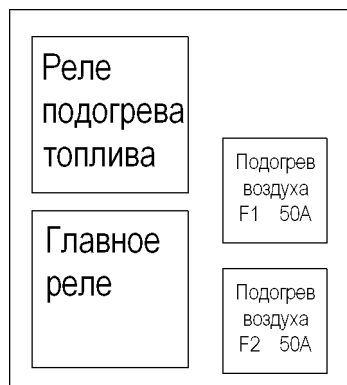 Реле
подогрева
топлива
Главное
реле
Подогрев
воздуха
F1 50A
Подогрев
воздуха
F2 50A